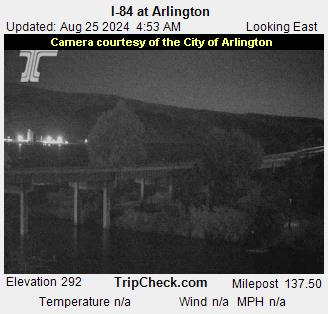 I-84 at Arlington
Updated: Aug 25 2024 4:53 AM Looking East
Camera courtesy of the City of Arlington
Elevation 292 TripCheck.com Milepost 137.50
Temperature n/a Wind n/a MPH n/a